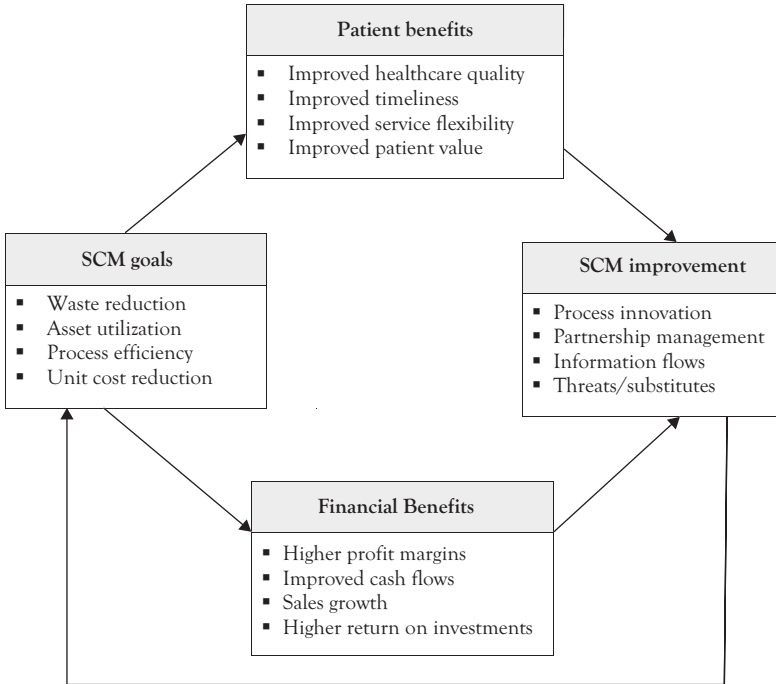 Patient benefits
▪ Improved healthcare quality
▪ Improved timeliness
▪ Improved service flexibility
▪ Improved patient value
SCM goals
▪ Waste reduction
▪ Asset utilization
▪ Process efficiency
▪ Unit cost reduction
SCM improvement
▪ Process innovation
▪ Partnership management
▪ Information flows
▪ Threats/substitutes
Financial Benefits
▪ Higher profit margins
▪ Improved cash flows
▪ Sales growth
▪ Higher return on investments